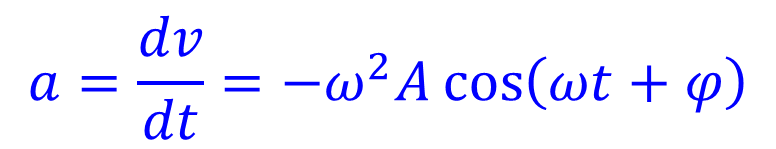 a = dv/dt = −ω²A cos(ωt + φ)